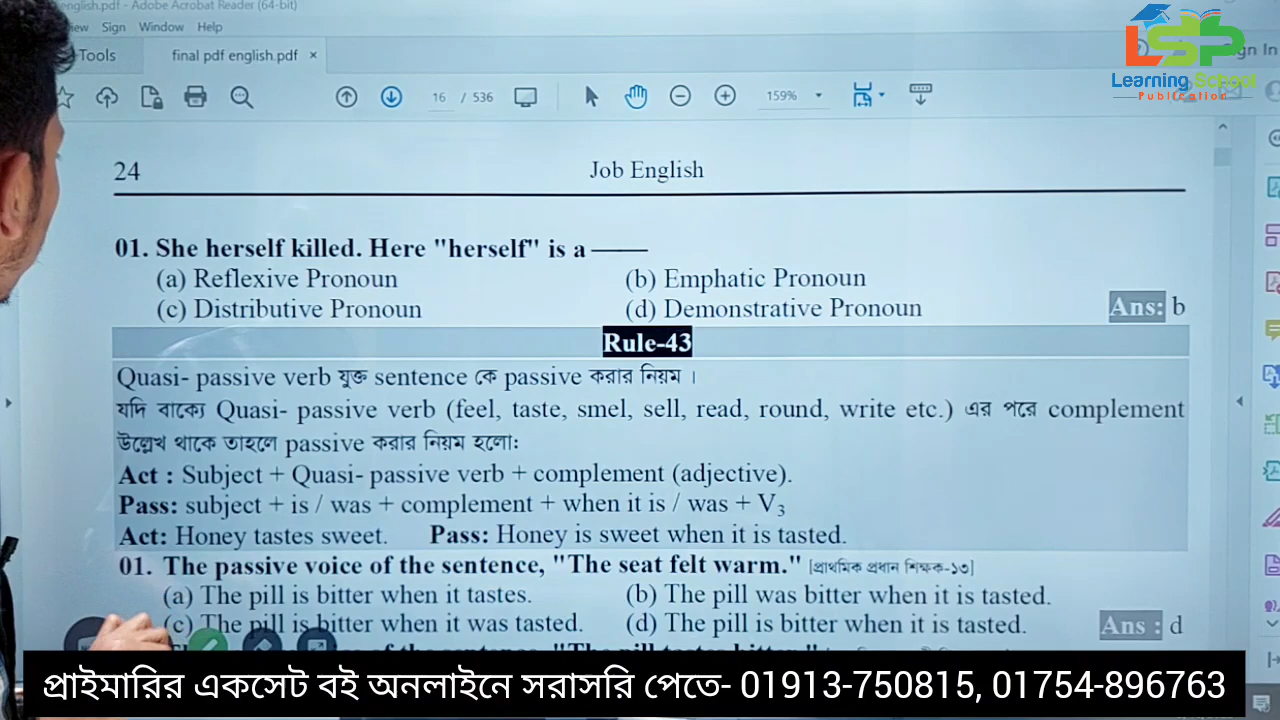 english.pdf - Adobe Acrobat Reader (64-bit)
View Sign Window Help
Tools final pdf english.pdf × Sign In
LSP
Learning School
Publication
16 / 536 159%
24 Job English
01. She herself killed. Here "herself" is a ——
(a) Reflexive Pronoun (b) Emphatic Pronoun
(c) Distributive Pronoun (d) Demonstrative Pronoun Ans: b
Rule-43
Quasi- passive verb যুক্ত sentence কে passive করার নিয়ম ।
যদি বাক্যে Quasi- passive verb (feel, taste, smel, sell, read, round, write etc.) এর পরে complement
উল্লেখ থাকে তাহলে passive করার নিয়ম হলোঃ
Act : Subject + Quasi- passive verb + complement (adjective).
Pass: subject + is / was + complement + when it is / was + V3
Act: Honey tastes sweet. Pass: Honey is sweet when it is tasted.
01. The passive voice of the sentence, "The seat felt warm." [প্রাথমিক প্রধান শিক্ষক-১৩]
(a) The pill is bitter when it tastes. (b) The pill was bitter when it is tasted.
(c) The pill is bitter when it was tasted. (d) The pill is bitter when it is tasted. Ans : d
of the sentence, "The pill tastes bitter."
প্রাইমারির একসেট বই অনলাইনে সরাসরি পেতে- 01913-750815, 01754-896763